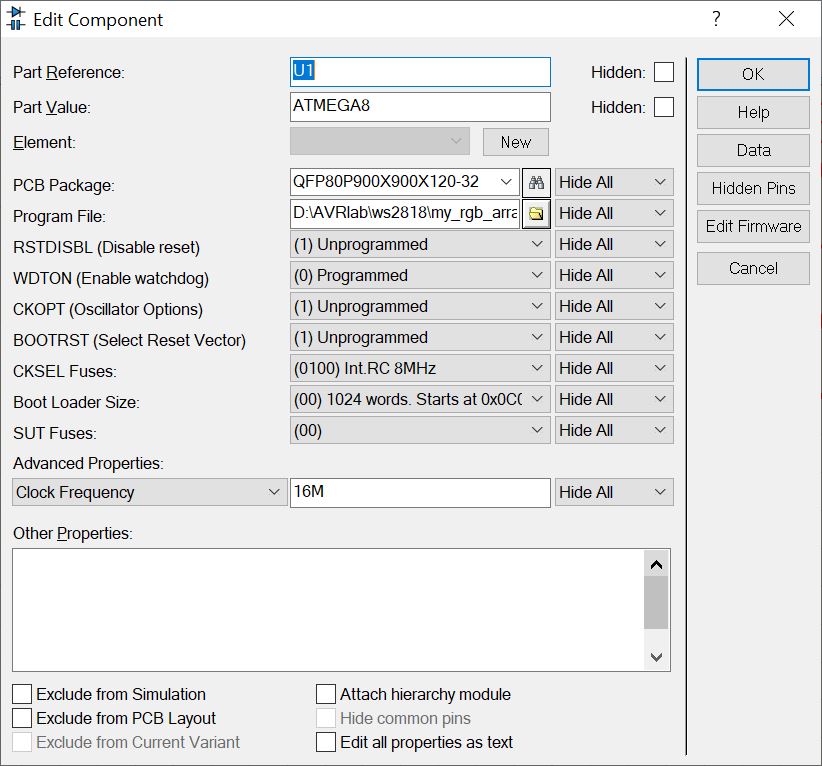 Edit Component ?
Part Reference: U1 Hidden: OK
Part Value: ATMEGA8 Hidden: Help
Element: New Data
PCB Package: QFP80P900X900X120-32 Hide All Hidden Pins
Program File: D:\AVRlab\ws2818\my_rgb_arra Hide All Edit Firmware
RSTDISBL (Disable reset) (1) Unprogrammed Hide All
WDTON (Enable watchdog) (0) Programmed Hide All Cancel
CKOPT (Oscillator Options) (1) Unprogrammed Hide All
BOOTRST (Select Reset Vector) (1) Unprogrammed Hide All
CKSEL Fuses: (0100) Int.RC 8MHz Hide All
Boot Loader Size: (00) 1024 words. Starts at 0x0C0 Hide All
SUT Fuses: (00) Hide All
Advanced Properties:
Clock Frequency 16M Hide All
Other Properties:
Exclude from Simulation Attach hierarchy module
Exclude from PCB Layout Hide common pins
Exclude from Current Variant Edit all properties as text